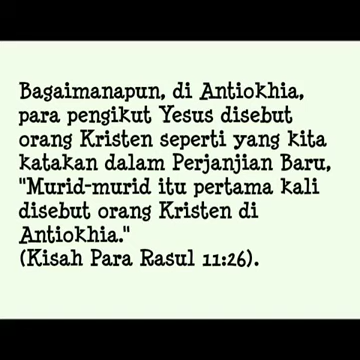 Bagaimanapun, di Antiokhia,
para pengikut Yesus disebut
orang Kristen seperti yang kita
katakan dalam Perjanjian Baru,
"Murid-murid itu pertama kali
disebut orang Kristen di
Antiokhia."
(Kisah Para Rasul 11:26).